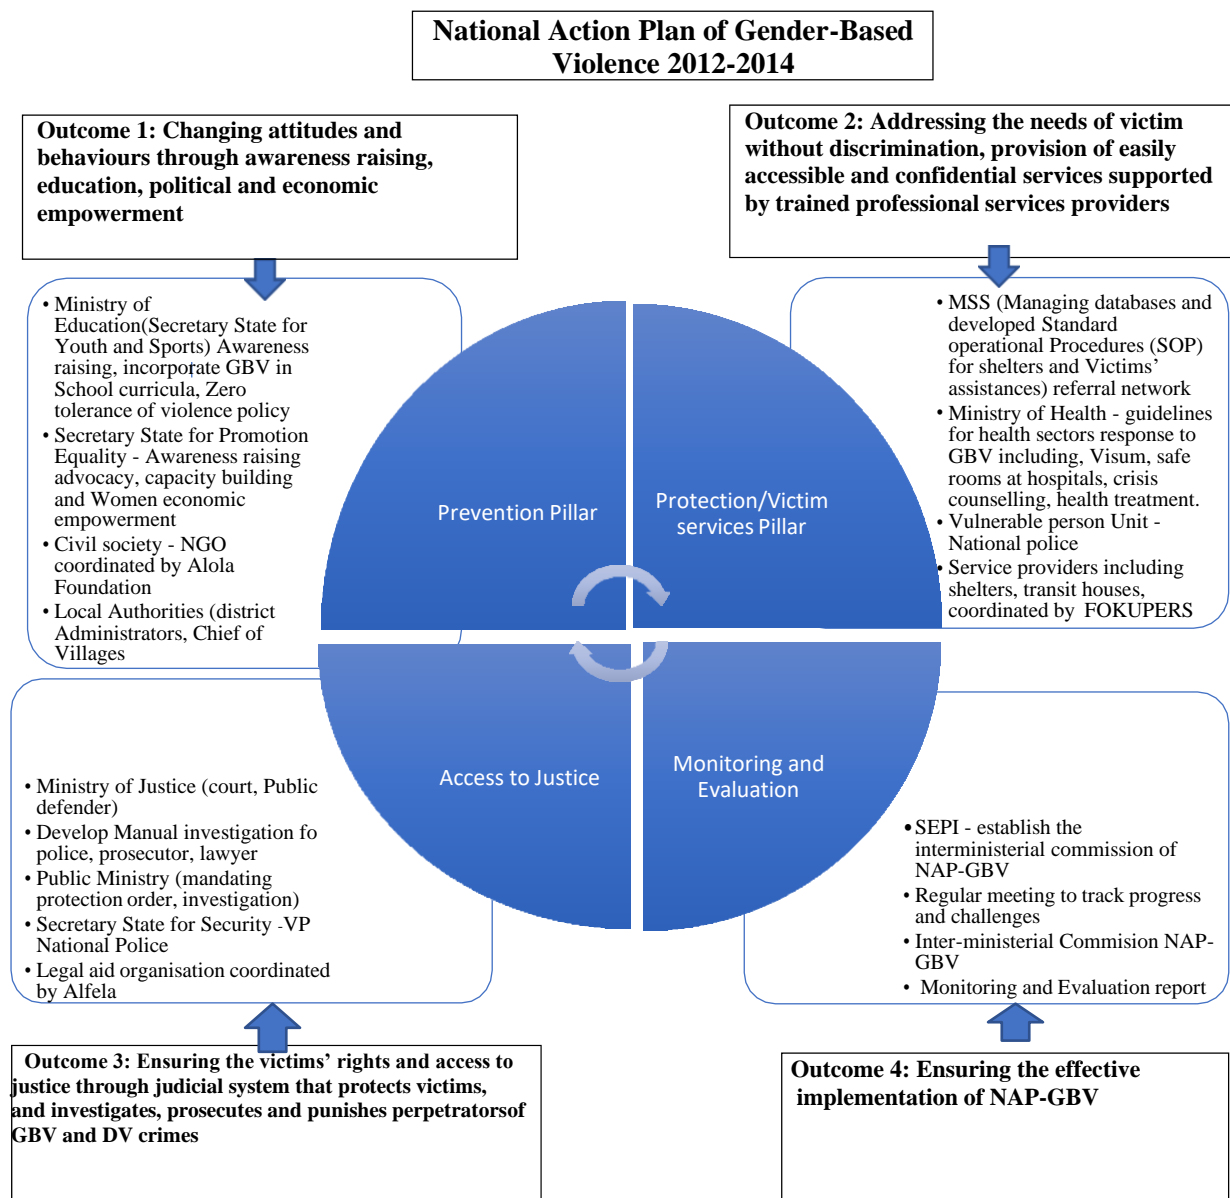 National Action Plan of Gender-Based
Violence 2012-2014
Outcome 1: Changing attitudes and
behaviours through awareness raising,
education, political and economic
empowerment
Outcome 2: Addressing the needs of victim
without discrimination, provision of easily
accessible and confidential services supported
by trained professional services providers
• Ministry of
Education(Secretary State for
Youth and Sports) Awareness
raising, incorporate GBV in
School curricula, Zero
tolerance of violence policy
• Secretary State for Promotion
Equality - Awareness raising
advocacy, capacity building
and Women economic
empowerment
• Civil society - NGO
coordinated by Alola
Foundation
• Local Authorities (district
Administrators, Chief of
Villages
Prevention Pillar
Protection/Victim
services Pillar
• MSS (Managing databases and
developed Standard
operational Procedures (SOP)
for shelters and Victims’
assistances) referral network
• Ministry of Health - guidelines
for health sectors response to
GBV including, Visum, safe
rooms at hospitals, crisis
counselling, health treatment.
• Vulnerable person Unit -
National police
• Service providers including
shelters, transit houses,
coordinated by FOKUPERS
• Ministry of Justice (court, Public
defender)
• Develop Manual investigation fo
police, prosecutor, lawyer
• Public Ministry (mandating
protection order, investigation)
• Secretary State for Security -VP
National Police
• Legal aid organisation coordinated
by Alfela
Access to Justice
Monitoring and
Evaluation
• SEPI - establish the
interministerial commission of
NAP-GBV
• Regular meeting to track progress
and challenges
• Inter-ministerial Commision NAP-
GBV
• Monitoring and Evaluation report
Outcome 3: Ensuring the victims’ rights and access to
justice through judicial system that protects victims,
and investigates, prosecutes and punishes perpetratorsof
GBV and DV crimes
Outcome 4: Ensuring the effective
implementation of NAP-GBV